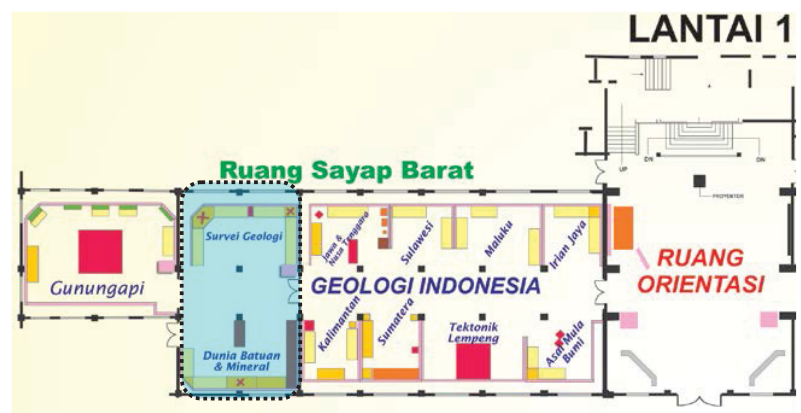 LANTAI 1
UP
DN
DN
PROYEKTOR
Ruang Sayap Barat
Survei Geologi
Jawa &
Nusa Tenggara
Sulawesi
Maluku
Irian Jaya
RUANG
ORIENTASI
Gunungapi
GEOLOGI INDONESIA
Kalimantan
Sumatera
Tektonik
Lempeng
Asal Mula
Bumi
Dunia Batuan
& Mineral